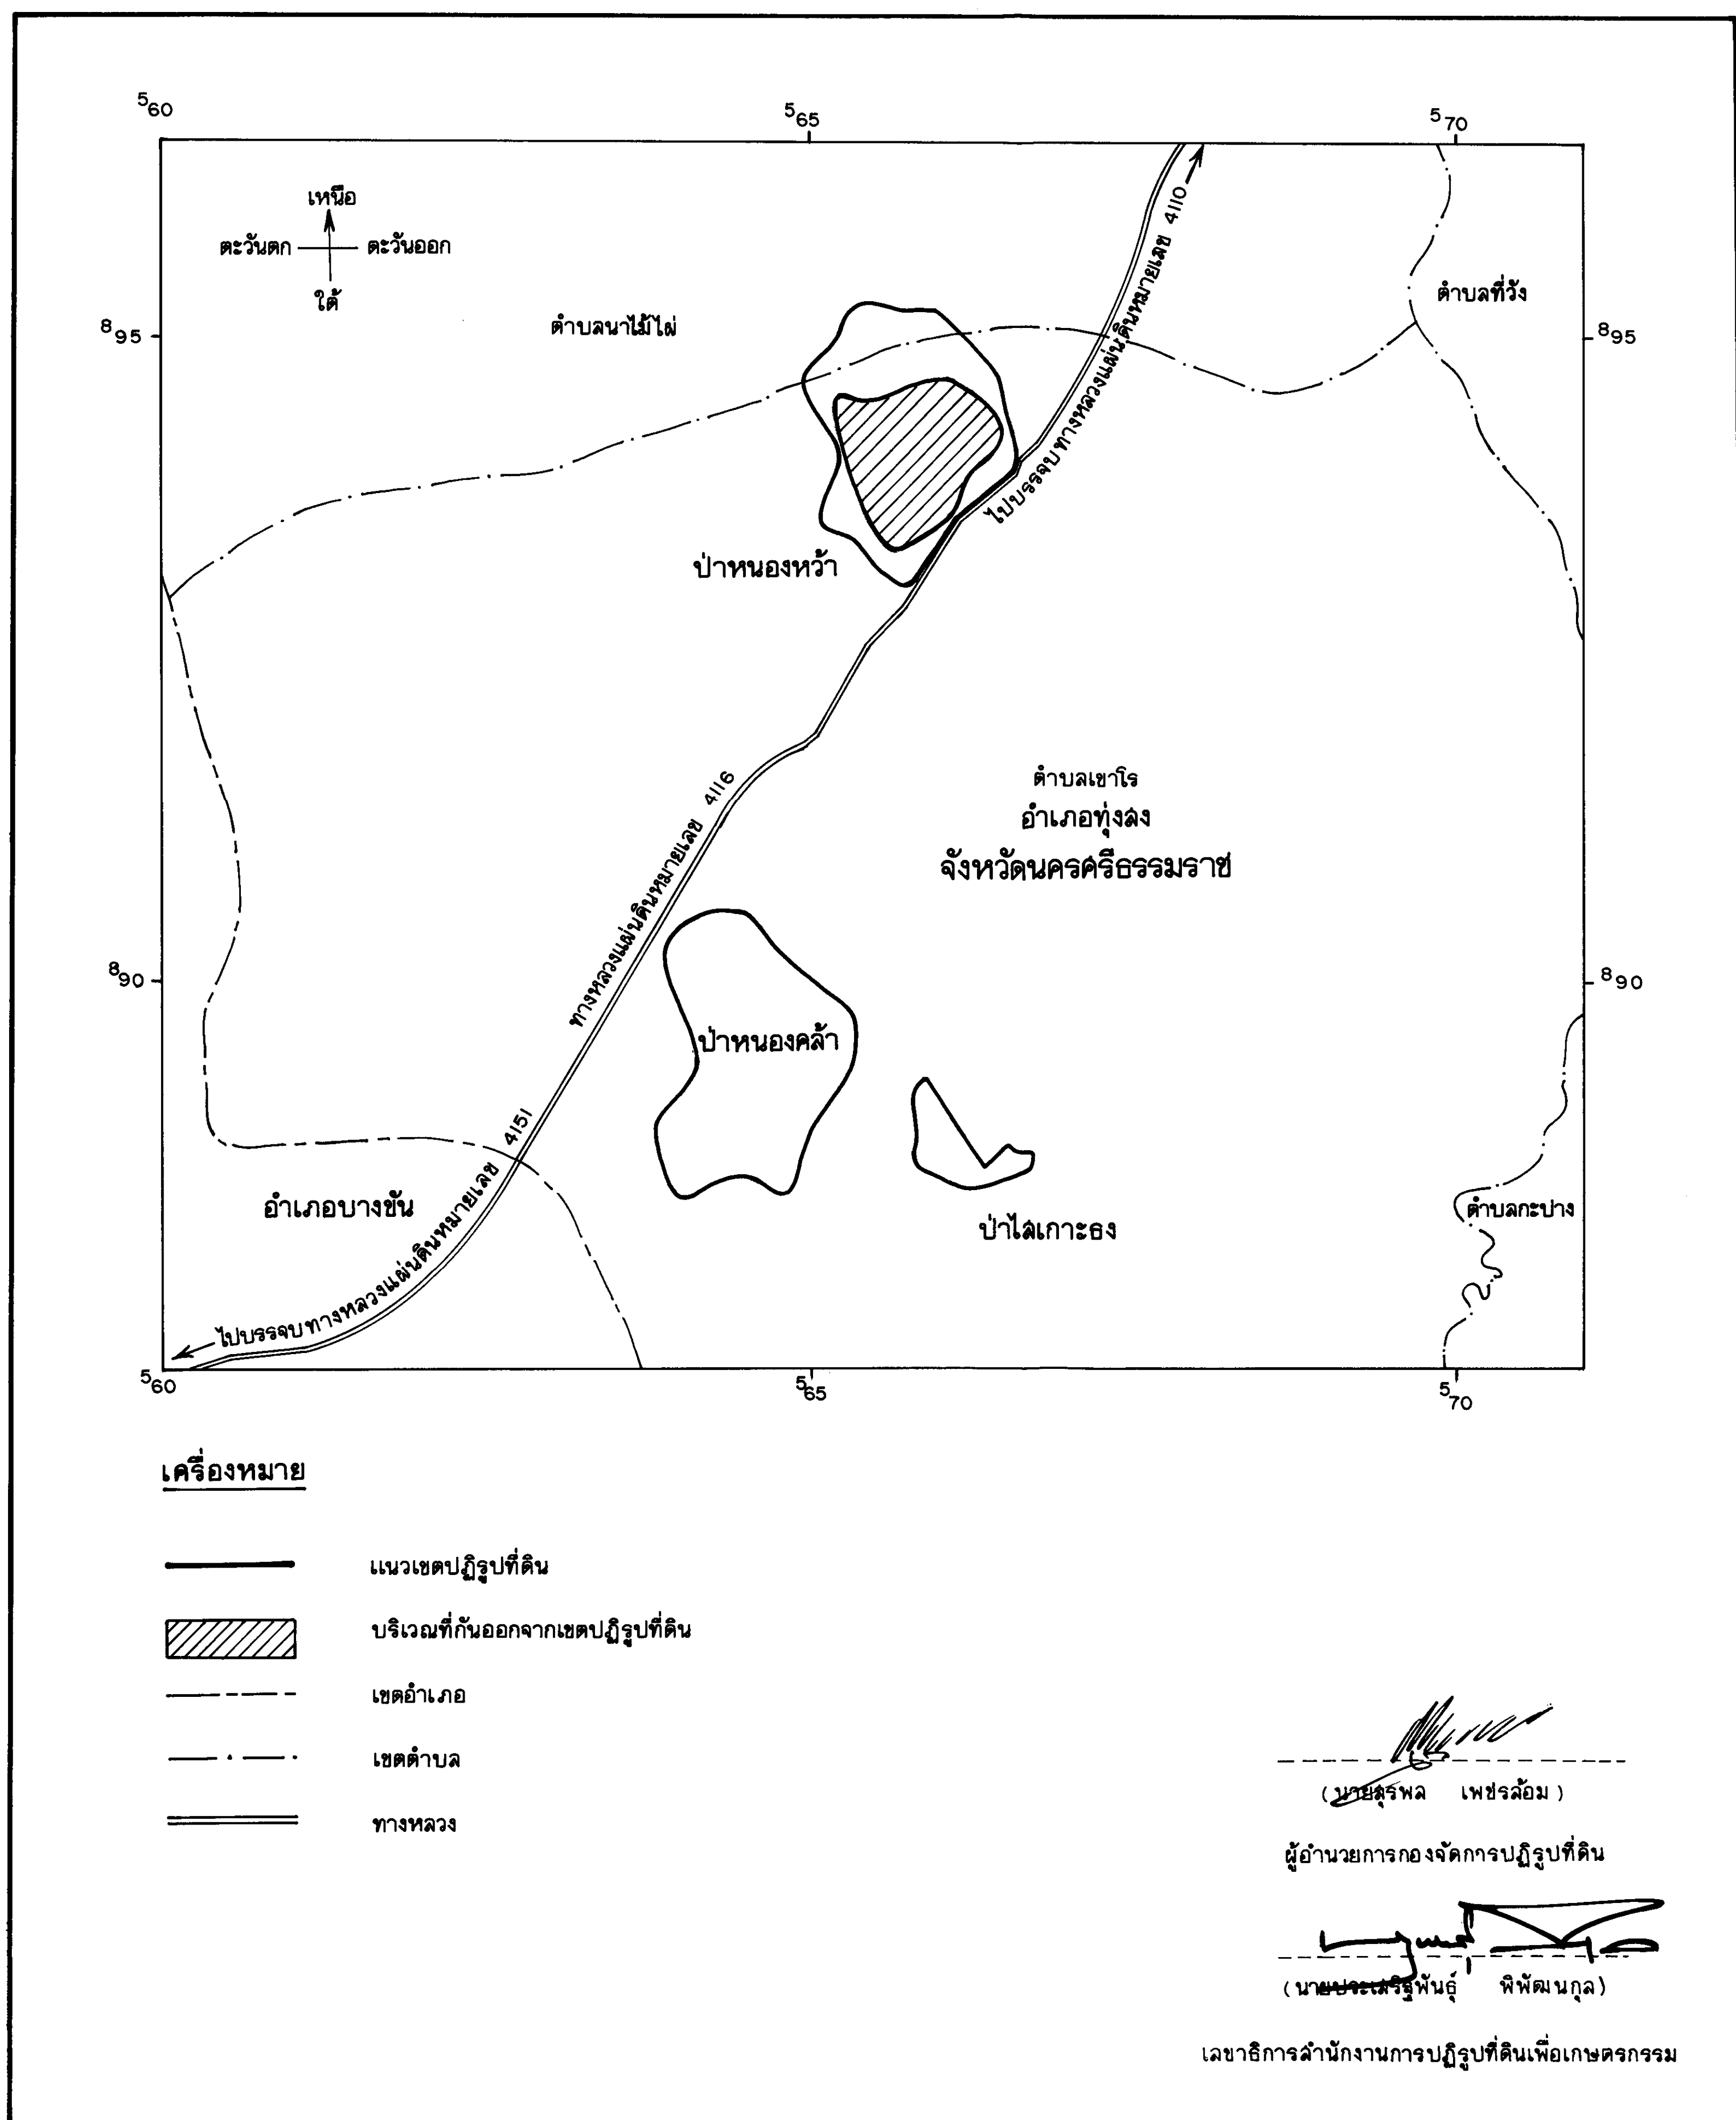 560
565
570
เหนือ
ตะวันตก
ตะวันออก
ใต้
ตำบลนาไม้ไผ่
ตำบลที่วัง
895
895
ไปบรรจบทางหลวงแผ่นดินหมายเลข 4110
ป่าหนองหว้า
ตำบลเขาโร
อำเภอทุ่งสง
จังหวัดนครศรีธรรมราช
ทางหลวงแผ่นดินหมายเลข 4116
890
890
ป่าหนองคล้า
ป่าไสเกาะธง
อำเภอบางขัน
ตำบลกะปาง
ไปบรรจบทางหลวงแผ่นดินหมายเลข 4151
560
565
570
เครื่องหมาย
แนวเขตปฏิรูปที่ดิน
บริเวณที่กันออกจากเขตปฏิรูปที่ดิน
เขตอำเภอ
เขตตำบล
ทางหลวง
(นายสุรพล เพชรล้อม)
ผู้อำนวยการกองจัดการปฏิรูปที่ดิน
(นายประเสริฐพันธุ์ พิพัฒนกุล)
เลขาธิการสำนักงานการปฏิรูปที่ดินเพื่อเกษตรกรรม